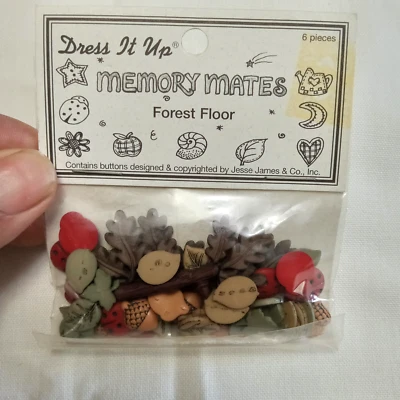 Dress It Up®
6 pieces
MEMORY MATES
Forest Floor
Contains buttons designed & copyrighted by Jesse James & Co., Inc.